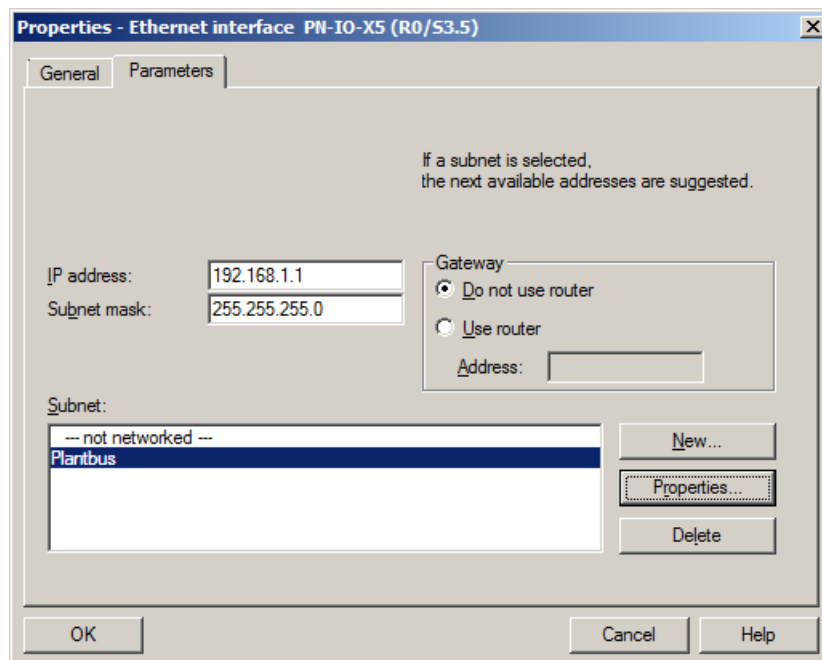 Properties - Ethernet interface PN-IO-X5 (R0/S3.5)
General
Parameters
If a subnet is selected,
the next available addresses are suggested.
IP address:
192.168.1.1
Subnet mask:
255.255.255.0
Gateway
Do not use router
Use router
Address:
Subnet:
--- not networked ---
Plantbus
New...
Properties...
Delete
OK
Cancel
Help